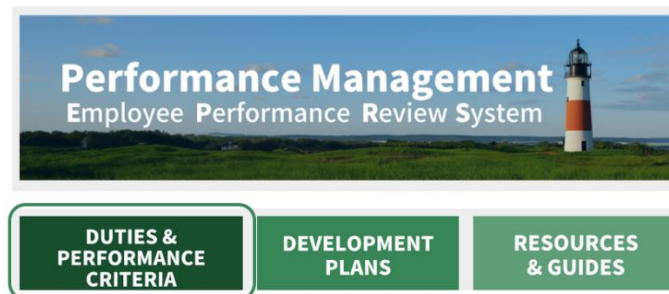 Performance Management
Employee Performance Review System
DUTIES &
PERFORMANCE
CRITERIA
DEVELOPMENT
PLANS
RESOURCES
& GUIDES